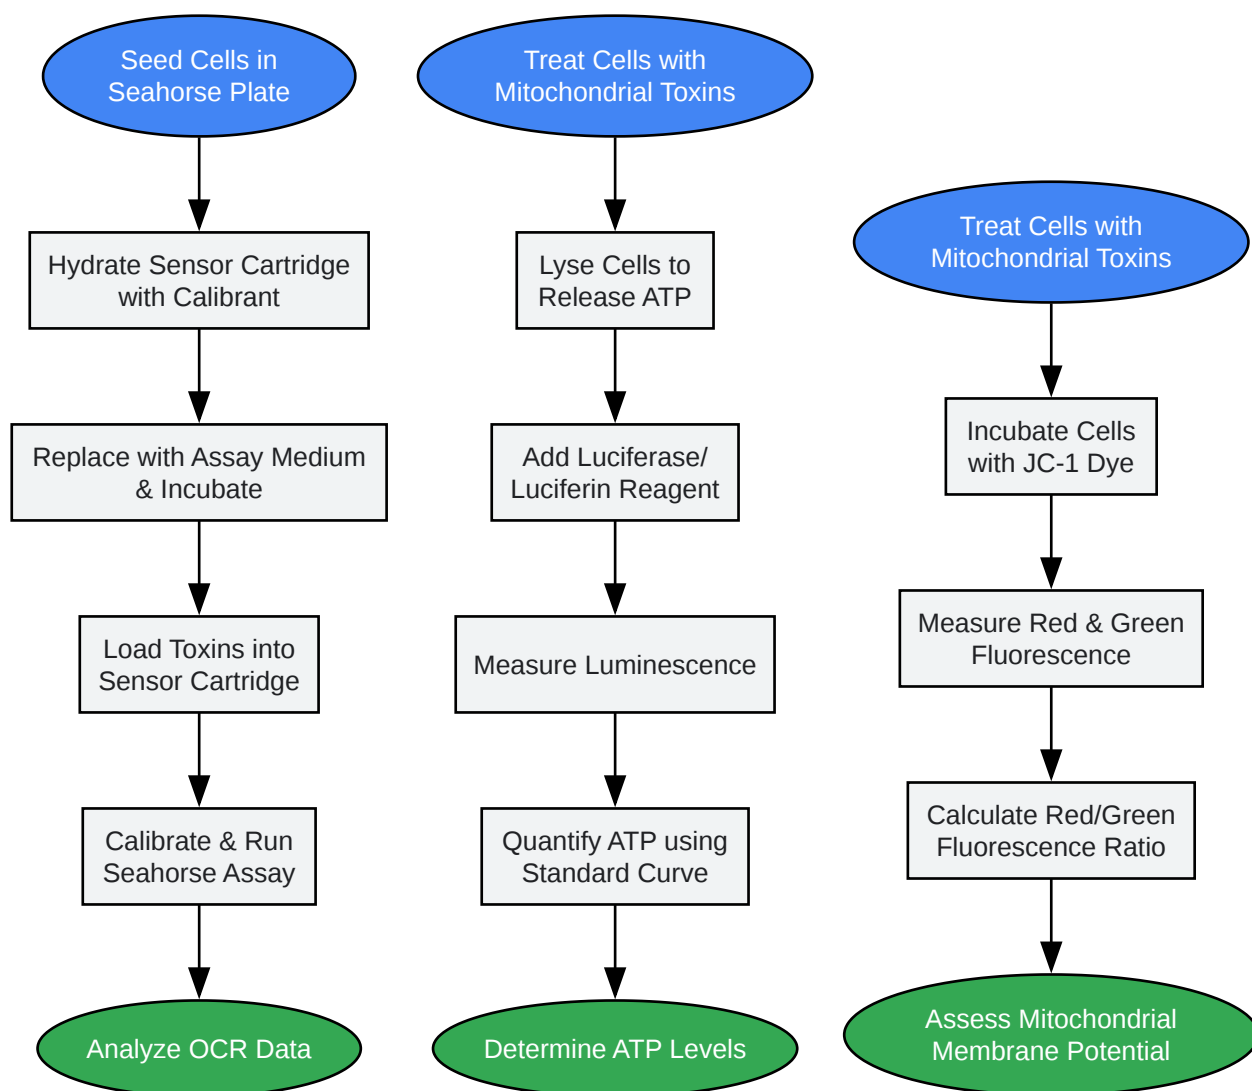 Seed Cells in
Seahorse Plate
Hydrate Sensor Cartridge
with Calibrant
Replace with Assay Medium
& Incubate
Load Toxins into
Sensor Cartridge
Calibrate & Run
Seahorse Assay
Analyze OCR Data
Treat Cells with
Mitochondrial Toxins
Lyse Cells to
Release ATP
Add Luciferase/
Luciferin Reagent
Measure Luminescence
Quantify ATP using
Standard Curve
Determine ATP Levels
Treat Cells with
Mitochondrial Toxins
Incubate Cells
with JC-1 Dye
Measure Red & Green
Fluorescence
Calculate Red/Green
Fluorescence Ratio
Assess Mitochondrial
Membrane Potential